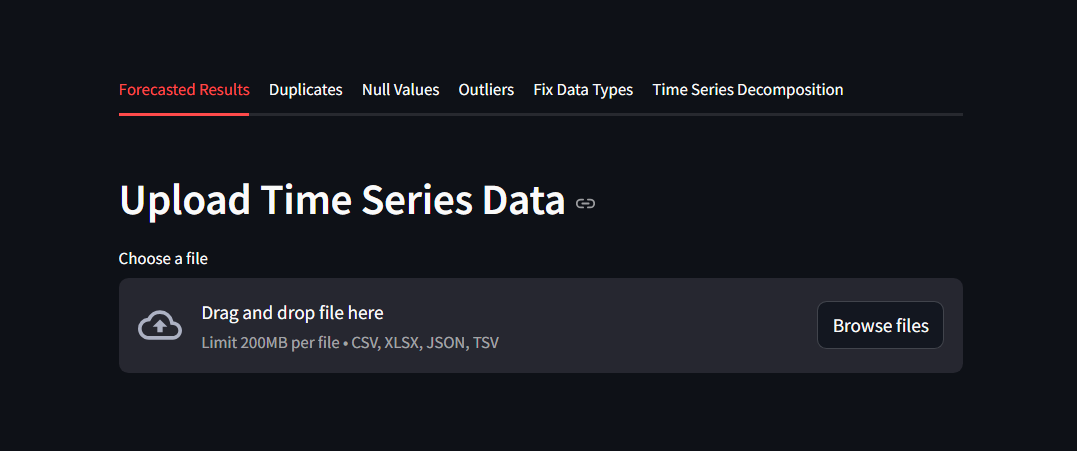 Forecasted Results Duplicates Null Values Outliers Fix Data Types Time Series Decomposition
Upload Time Series Data
Choose a file
Drag and drop file here
Limit 200MB per file • CSV, XLSX, JSON, TSV
Browse files